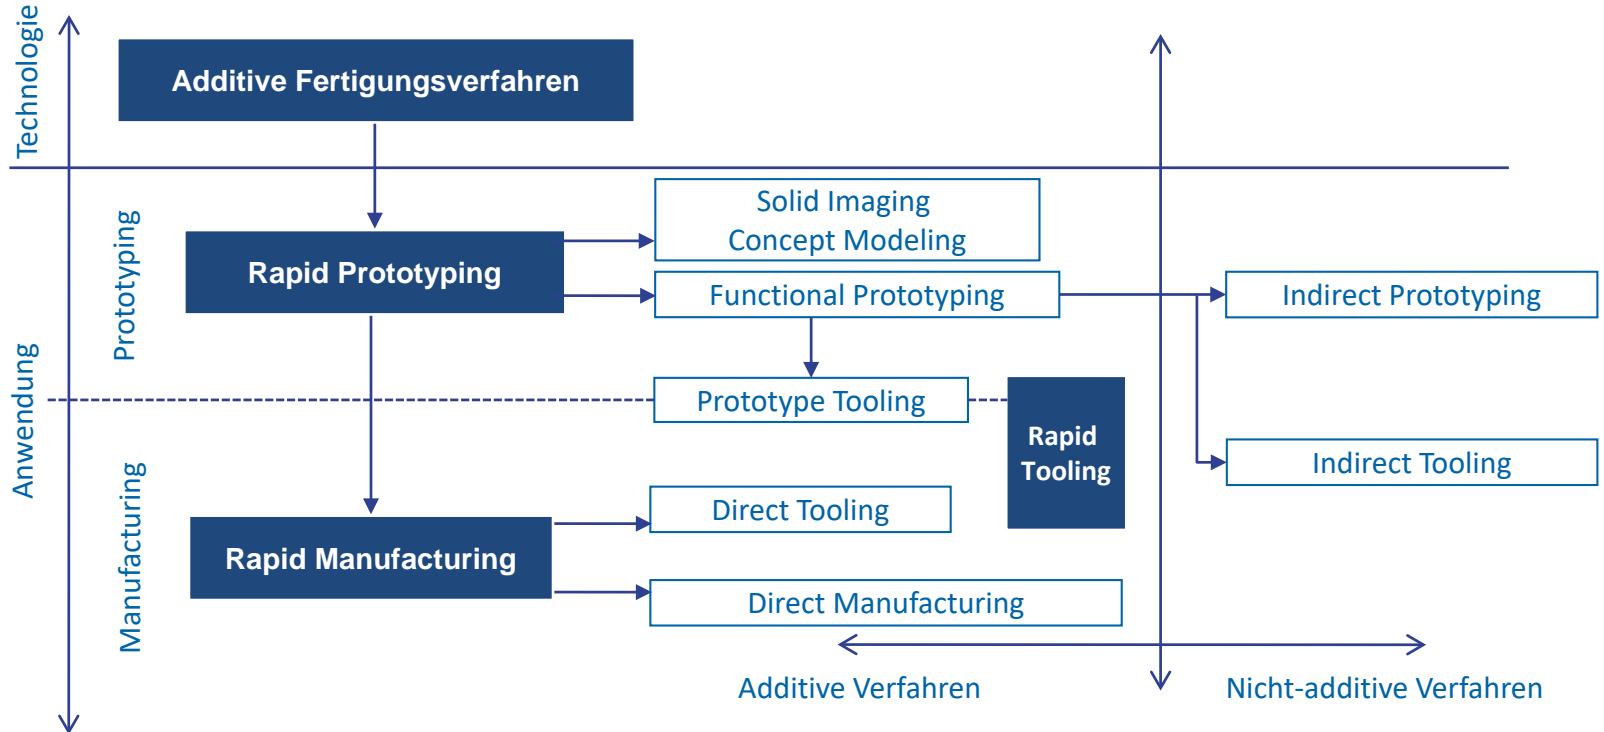 Technologie
Additive Fertigungsverfahren
Anwendung
Prototyping
Rapid Prototyping
Solid Imaging
Concept Modeling
Functional Prototyping
Indirect Prototyping
Prototype Tooling
Rapid
Tooling
Indirect Tooling
Manufacturing
Rapid Manufacturing
Direct Tooling
Direct Manufacturing
Additive Verfahren
Nicht-additive Verfahren